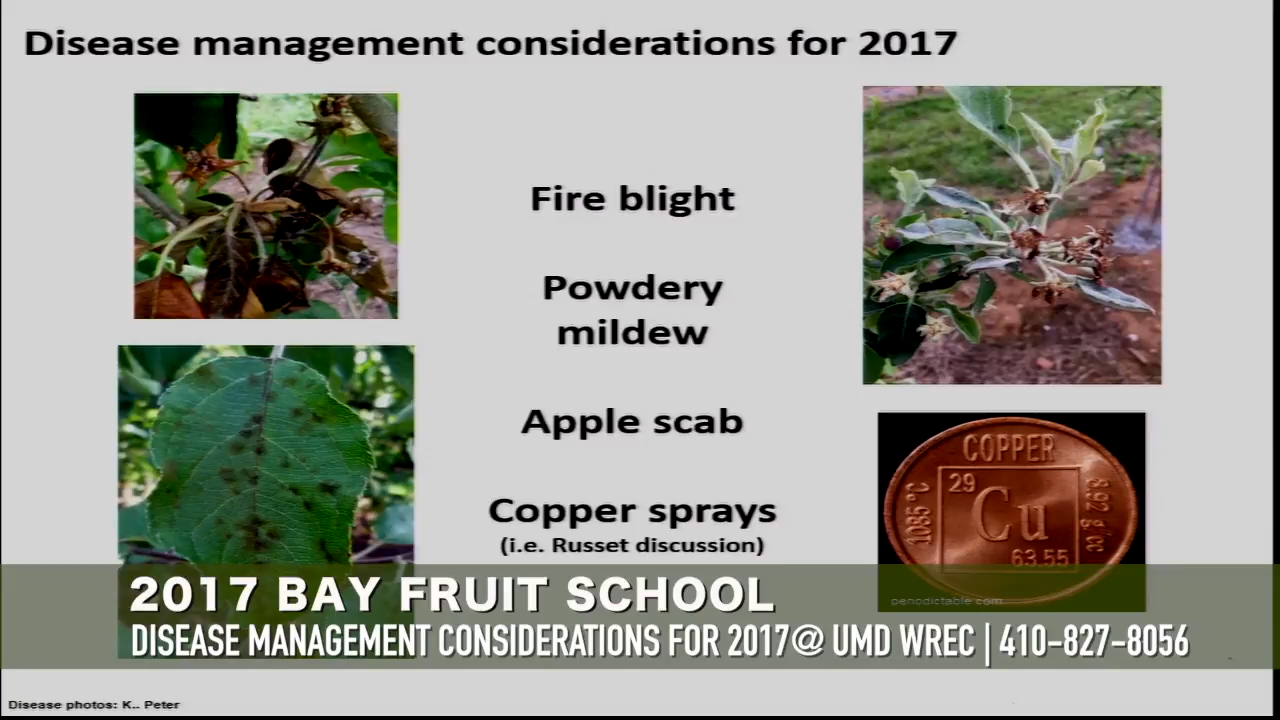 Disease management considerations for 2017
Fire blight
Powdery
mildew
Apple scab
Copper sprays
(i.e. Russet discussion)
COPPER
29
Cu
63.55
1085 °C
8.92 g/cc
periodictable.com
2017 BAY FRUIT SCHOOL
DISEASE MANAGEMENT CONSIDERATIONS FOR 2017@ UMD WREC | 410-827-8056
Disease photos: K.. Peter